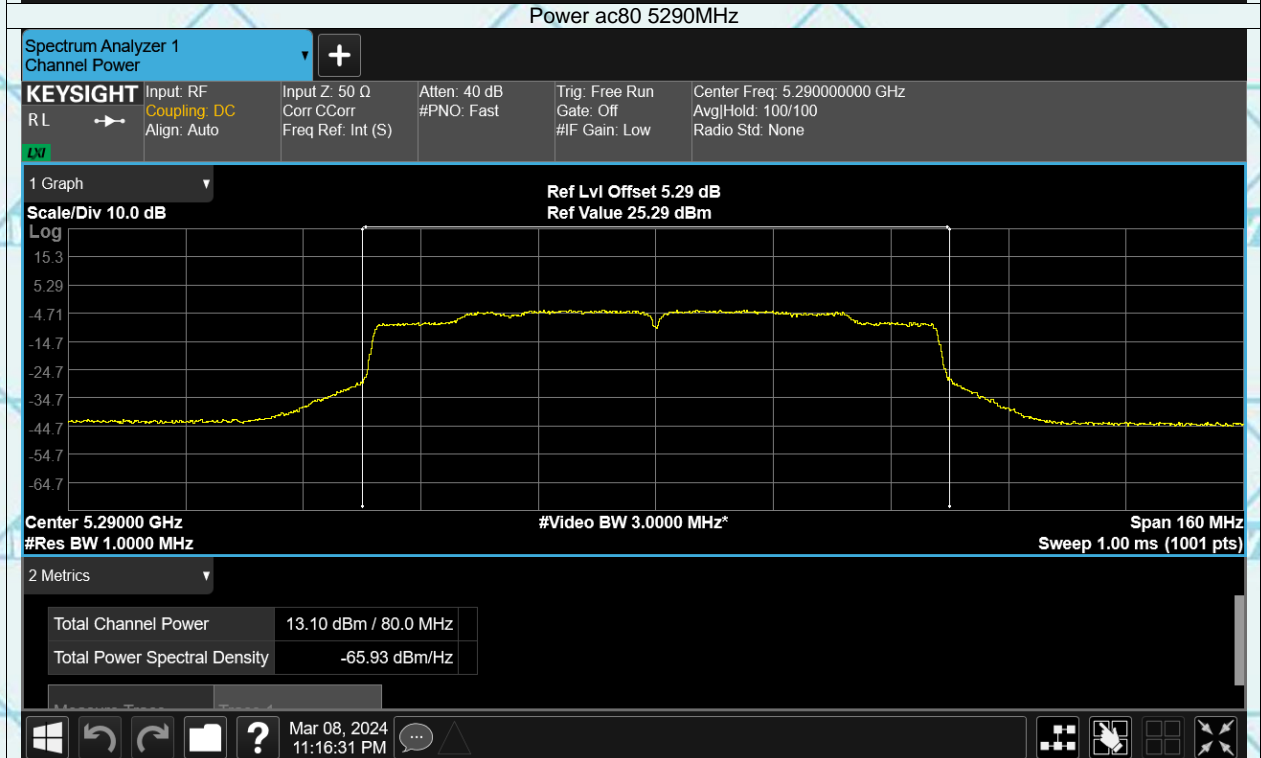 Power ac80 5290MHz
Spectrum Analyzer 1
Channel Power
KEYSIGHT
R L
LXI
Input: RF
Coupling: DC
Align: Auto
Input Z: 50 Ω
Corr CCorr
Freq Ref: Int (S)
Atten: 40 dB
#PNO: Fast
Trig: Free Run
Gate: Off
#IF Gain: Low
Center Freq: 5.290000000 GHz
Avg|Hold: 100/100
Radio Std: None
1 Graph
Scale/Div 10.0 dB
Ref Lvl Offset 5.29 dB
Ref Value 25.29 dBm
Log
15.3
5.29
-4.71
-14.7
-24.7
-34.7
-44.7
-54.7
-64.7
Center 5.29000 GHz
#Res BW 1.0000 MHz
#Video BW 3.0000 MHz*
Span 160 MHz
Sweep 1.00 ms (1001 pts)
2 Metrics
Total Channel Power 13.10 dBm / 80.0 MHz
Total Power Spectral Density -65.93 dBm/Hz
Mar 08, 2024
11:16:31 PM